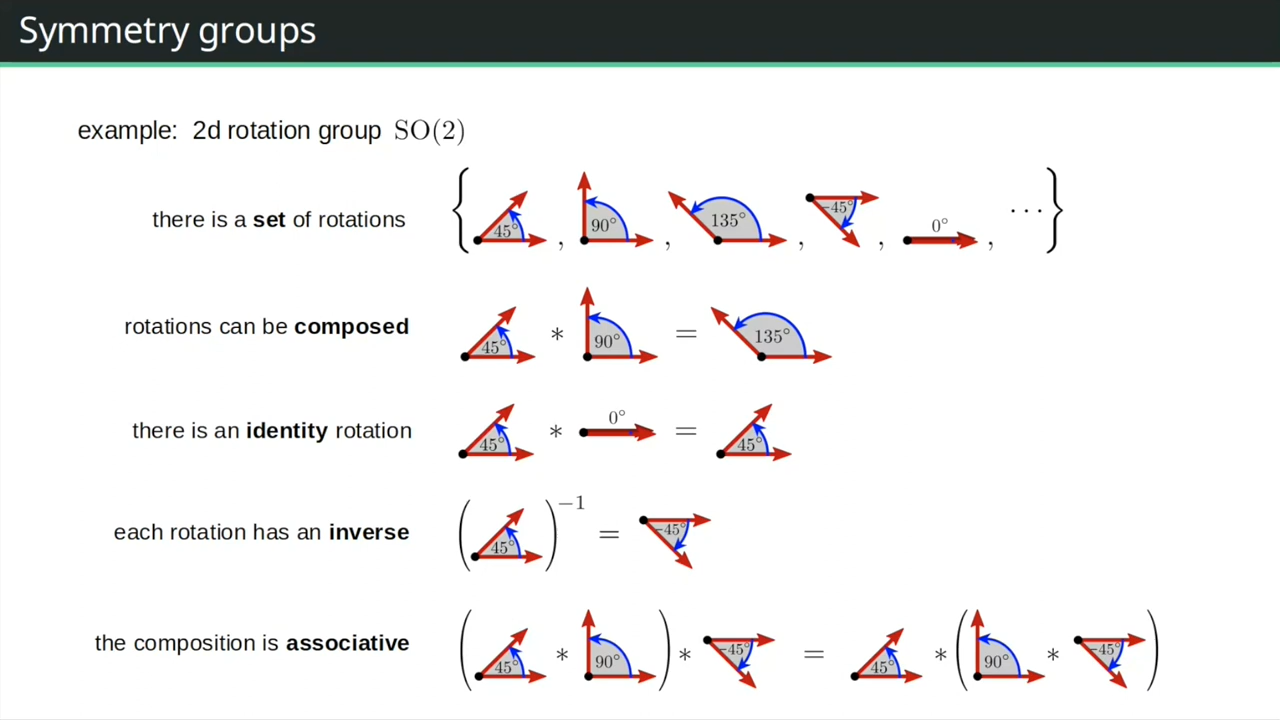 Symmetry groups
example: 2d rotation group SO(2)
there is a set of rotations { 45° , 90° , 135° , −45° , 0° , ⋯ }
rotations can be composed 45° ∗ 90° = 135°
there is an identity rotation 45° ∗ 0° = 45°
each rotation has an inverse ( 45° )−1 = −45°
the composition is associative ( 45° ∗ 90° ) ∗ −45° = 45° ∗ ( 90° ∗ −45° )